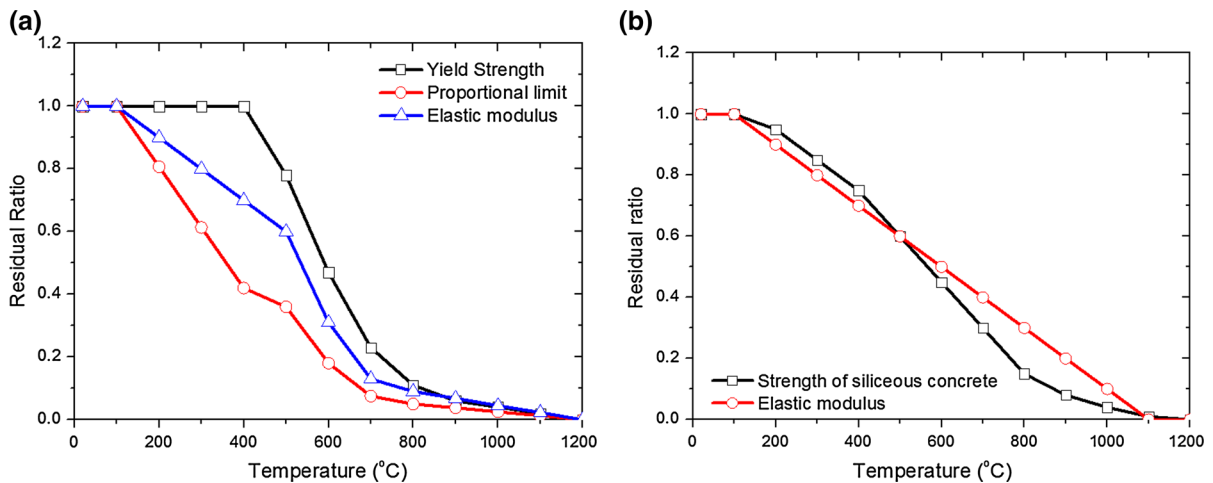 (a)
1.2
1.0
0.8
0.6
0.4
0.2
0.0
Residual Ratio
Yield Strength
Proportional limit
Elastic modulus
200 400 600 800 1000 1200
Temperature (°C)
(b)
1.2
1.0
0.8
0.6
0.4
0.2
0.0
Residual ratio
Strength of siliceous concrete
Elastic modulus
0 200 400 600 800 1000 1200
Temperature (°C)